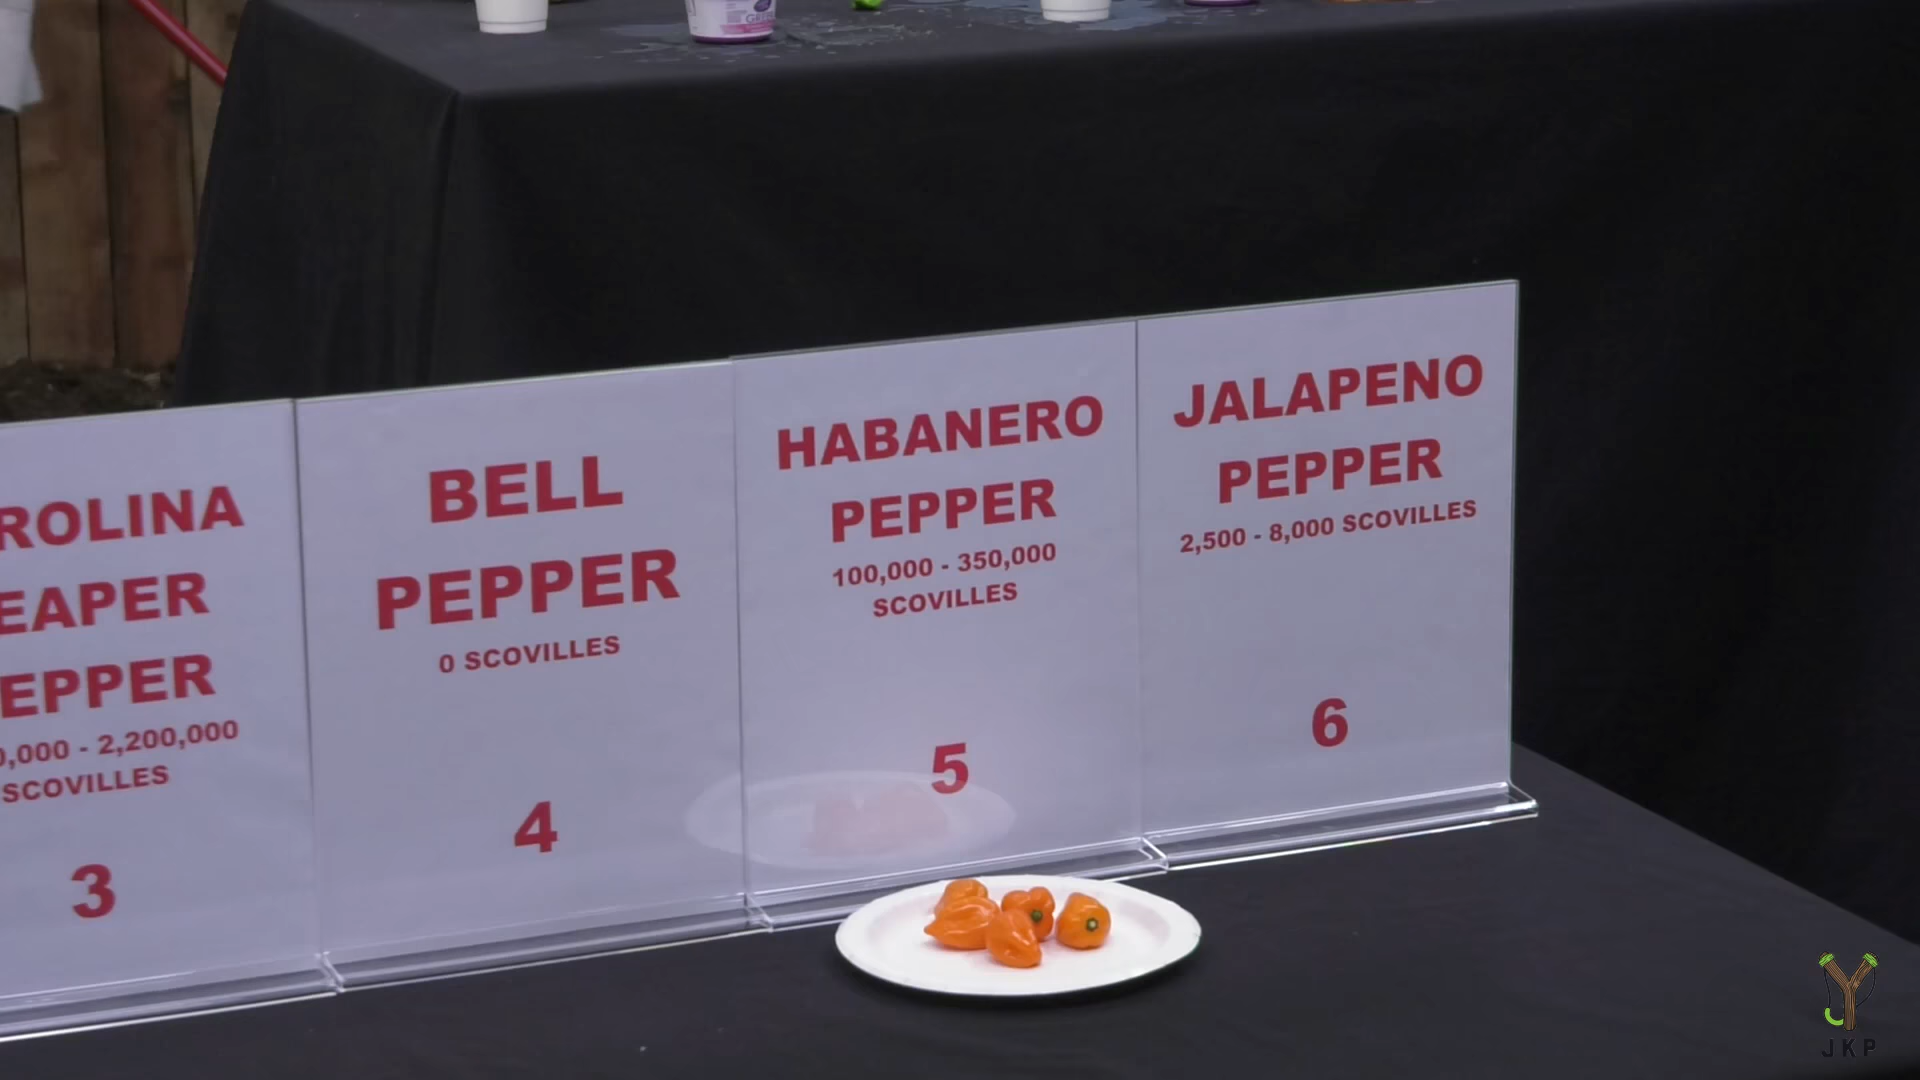 ROLINA
EAPER
EPPER
0,000 - 2,200,000
SCOVILLES
3
BELL
PEPPER
0 SCOVILLES
4
HABANERO
PEPPER
100,000 - 350,000
SCOVILLES
5
JALAPENO
PEPPER
2,500 - 8,000 SCOVILLES
6
JKP